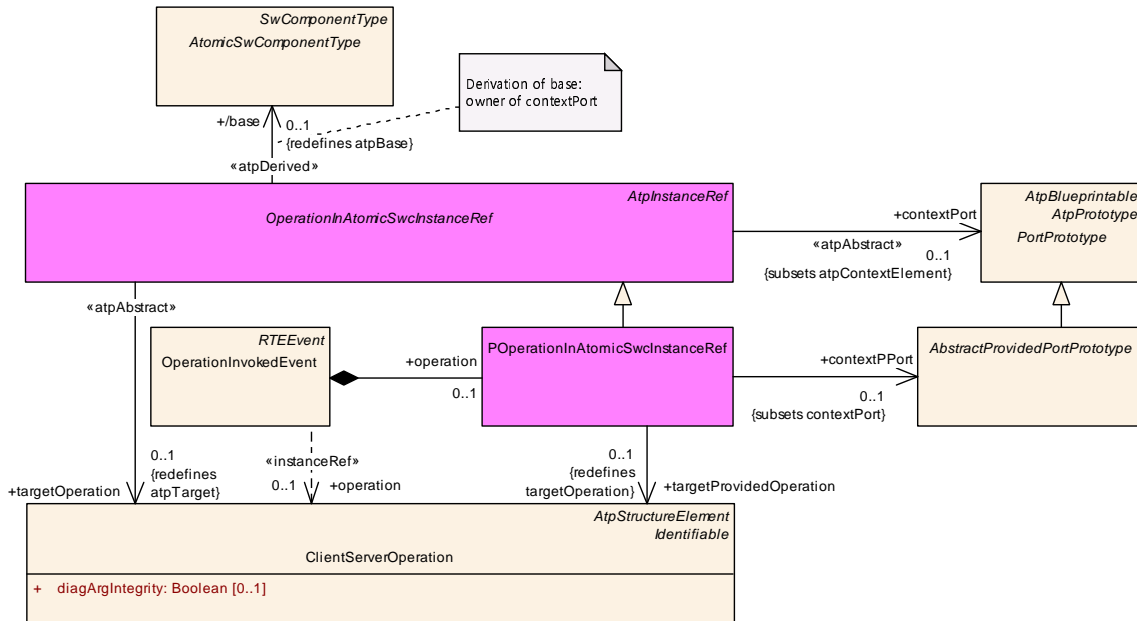 SwComponentType
AtomicSwComponentType
Derivation of base:
owner of contextPort
+/base
0..1
{redefines atpBase}
«atpDerived»
AtpInstanceRef
OperationInAtomicSwcInstanceRef
+contextPort
«atpAbstract»
0..1
{subsets atpContextElement}
AtpBlueprintable
AtpPrototype
PortPrototype
«atpAbstract»
RTEEvent
OperationInvokedEvent
+operation
0..1
POperationInAtomicSwcInstanceRef
+contextPPort
0..1
{subsets contextPort}
AbstractProvidedPortPrototype
0..1
{redefines
atpTarget}
+targetOperation
«instanceRef»
0..1
+operation
0..1
{redefines
targetOperation}
+targetProvidedOperation
AtpStructureElement
Identifiable
ClientServerOperation
+ diagArgIntegrity: Boolean [0..1]